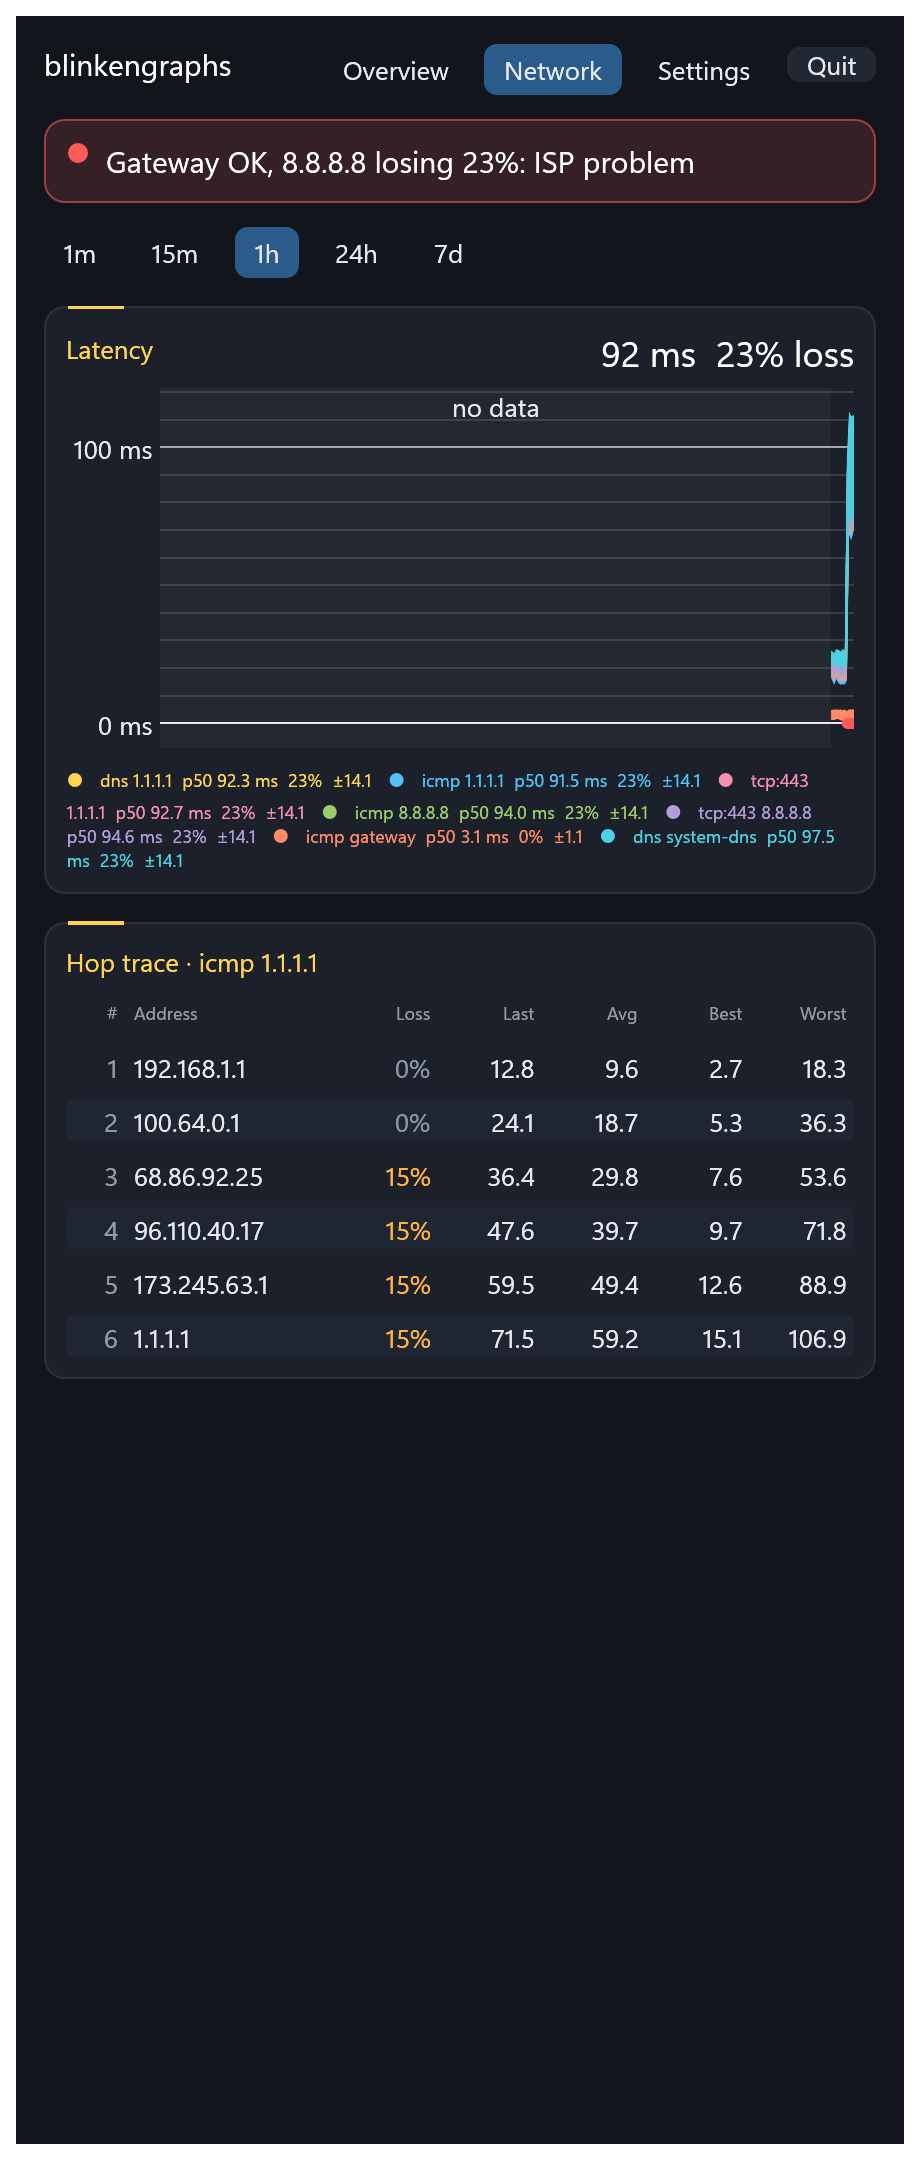 blinkengraphs Overview Network Settings Quit
Gateway OK, 8.8.8.8 losing 23%: ISP problem
1m 15m 1h 24h 7d
Latency 92 ms 23% loss
no data
100 ms
0 ms
dns 1.1.1.1 p50 92.3 ms 23% ±14.1 icmp 1.1.1.1 p50 91.5 ms 23% ±14.1 tcp:443
1.1.1.1 p50 92.7 ms 23% ±14.1 icmp 8.8.8.8 p50 94.0 ms 23% ±14.1 tcp:443 8.8.8.8
p50 94.6 ms 23% ±14.1 icmp gateway p50 3.1 ms 0% ±1.1 dns system-dns p50 97.5
ms 23% ±14.1
Hop trace · icmp 1.1.1.1
# Address Loss Last Avg Best Worst
1 192.168.1.1 0% 12.8 9.6 2.7 18.3
2 100.64.0.1 0% 24.1 18.7 5.3 36.3
3 68.86.92.25 15% 36.4 29.8 7.6 53.6
4 96.110.40.17 15% 47.6 39.7 9.7 71.8
5 173.245.63.1 15% 59.5 49.4 12.6 88.9
6 1.1.1.1 15% 71.5 59.2 15.1 106.9